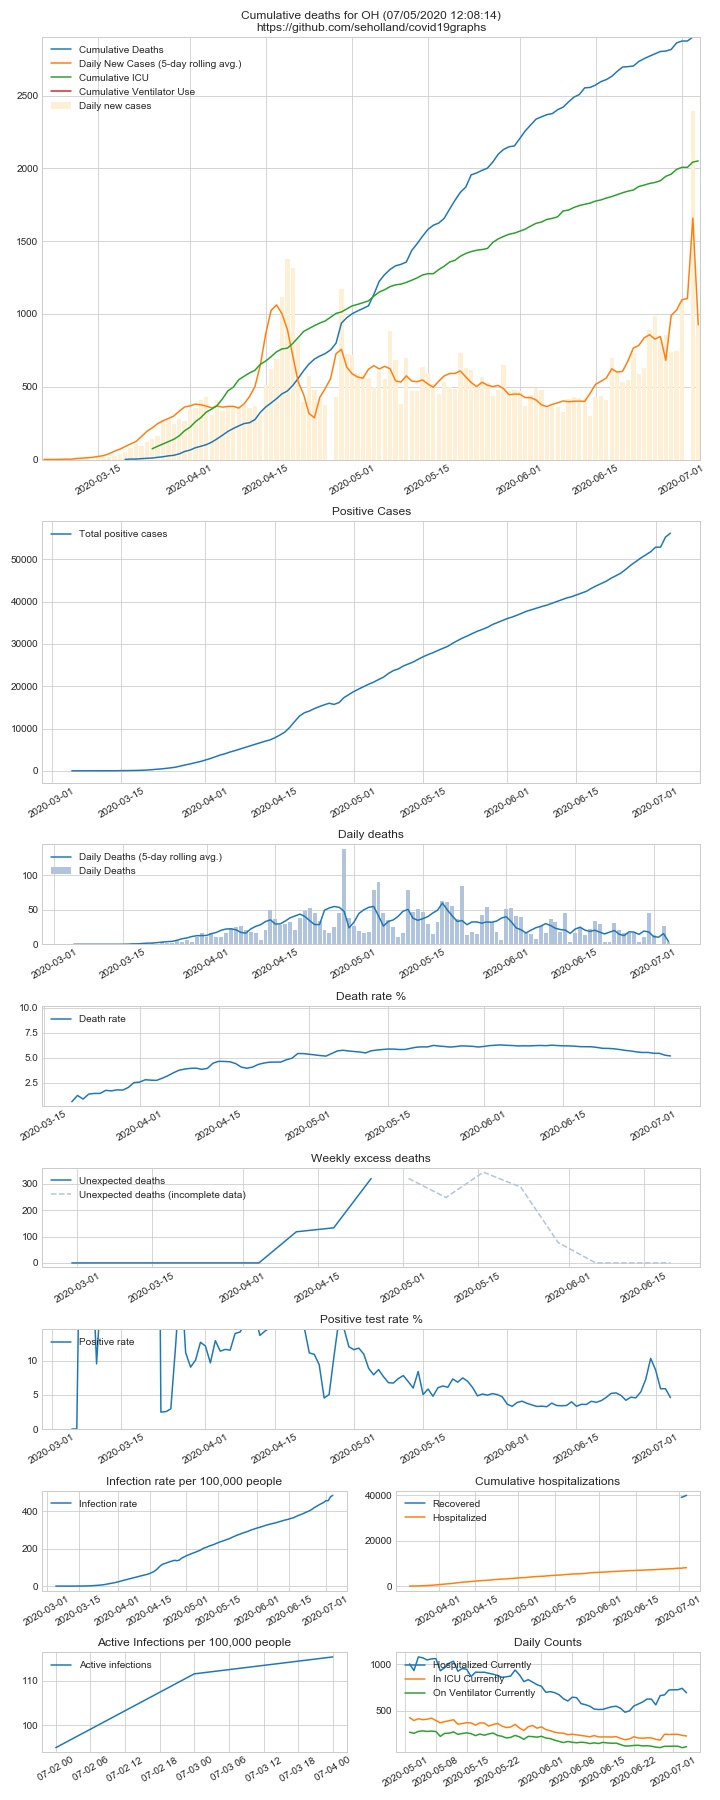 Cumulative deaths for OH (07/05/2020 12:08:14)
https://github.com/seholland/covid19graphs
Cumulative Deaths
Daily New Cases (5-day rolling avg.)
Cumulative ICU
Cumulative Ventilator Use
Daily new cases
2500
2000
1500
1000
500
0
2020-03-15 2020-04-01 2020-04-15 2020-05-01 2020-05-15 2020-06-01 2020-06-15 2020-07-01
Positive Cases
Total positive cases
50000
40000
30000
20000
10000
0
2020-03-01 2020-03-15 2020-04-01 2020-04-15 2020-05-01 2020-05-15 2020-06-01 2020-06-15 2020-07-01
Daily deaths
Daily Deaths (5-day rolling avg.)
Daily Deaths
100
50
0
2020-03-01 2020-03-15 2020-04-01 2020-04-15 2020-05-01 2020-05-15 2020-06-01 2020-06-15 2020-07-01
Death rate %
Death rate
10.0
7.5
5.0
2.5
2020-03-15 2020-04-01 2020-04-15 2020-05-01 2020-05-15 2020-06-01 2020-06-15 2020-07-01
Weekly excess deaths
Unexpected deaths
Unexpected deaths (incomplete data)
300
200
100
0
2020-03-01 2020-03-15 2020-04-01 2020-04-15 2020-05-01 2020-05-15 2020-06-01 2020-06-15
Positive test rate %
Positive rate
10
5
0
2020-03-01 2020-03-15 2020-04-01 2020-04-15 2020-05-01 2020-05-15 2020-06-01 2020-06-15 2020-07-01
Infection rate per 100,000 people
Infection rate
400
200
0
2020-03-01 2020-03-15 2020-04-01 2020-04-15 2020-05-01 2020-05-15 2020-06-01 2020-06-15 2020-07-01
Cumulative hospitalizations
Recovered
Hospitalized
40000
20000
0
2020-04-01 2020-04-15 2020-05-01 2020-05-15 2020-06-01 2020-06-15 2020-07-01
Active Infections per 100,000 people
Active infections
110
100
07-02 00 07-02 06 07-02 12 07-02 18 07-03 00 07-03 06 07-03 12 07-03 18 07-04 00
Daily Counts
Hospitalized Currently
In ICU Currently
On Ventilator Currently
1000
500
2020-05-01 2020-05-08 2020-05-15 2020-05-22 2020-06-01 2020-06-08 2020-06-15 2020-06-22 2020-07-01